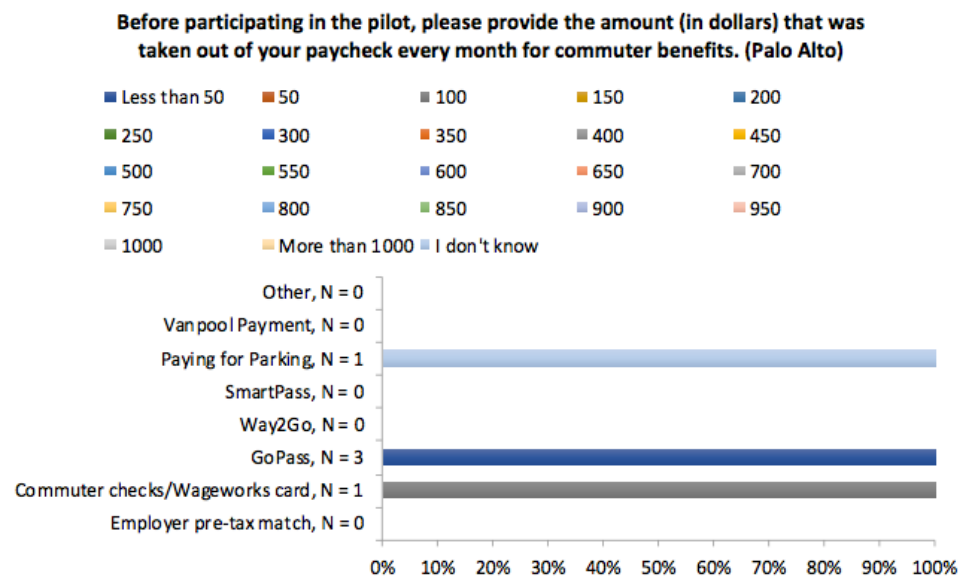 Before participating in the pilot, please provide the amount (in dollars) that was
taken out of your paycheck every month for commuter benefits. (Palo Alto)
Less than 50 50 100 150 200
250 300 350 400 450
500 550 600 650 700
750 800 850 900 950
1000 More than 1000 I don't know
Other, N = 0
Vanpool Payment, N = 0
Paying for Parking, N = 1
SmartPass, N = 0
Way2Go, N = 0
GoPass, N = 3
Commuter checks/Wageworks card, N = 1
Employer pre-tax match, N = 0
0% 10% 20% 30% 40% 50% 60% 70% 80% 90% 100%